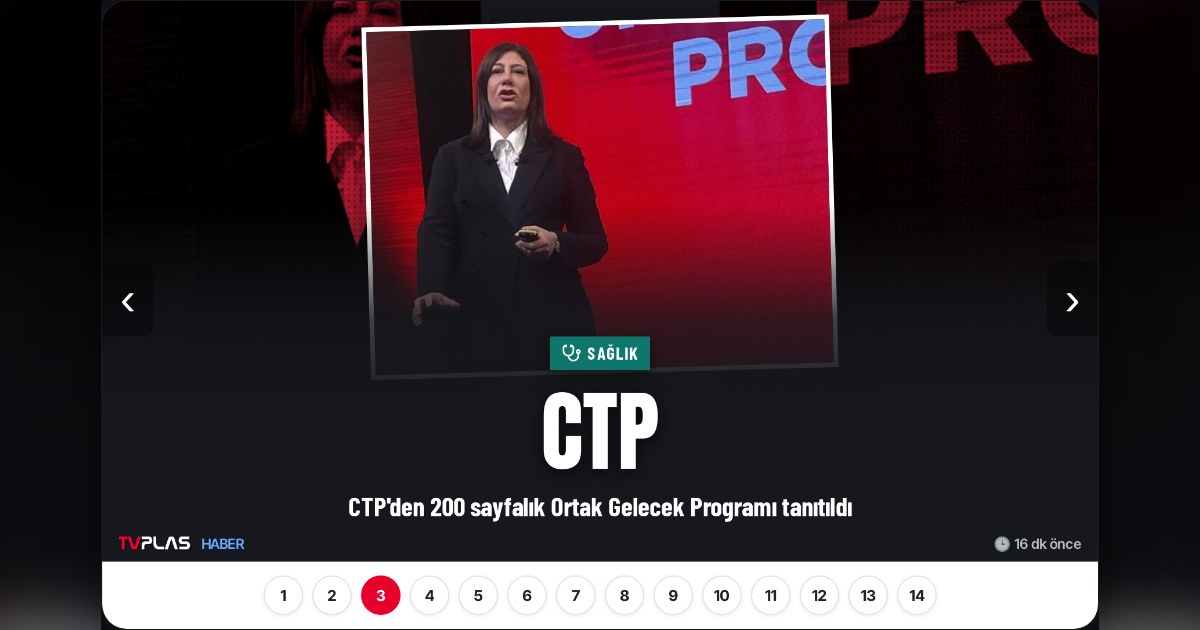 PRO
PRO
‹
›
SAĞLIK
CTP
CTP'den 200 sayfalık Ortak Gelecek Programı tanıtıldı
TVPLAS HABER
16 dk önce
1 2 3 4 5 6 7 8 9 10 11 12 13 14